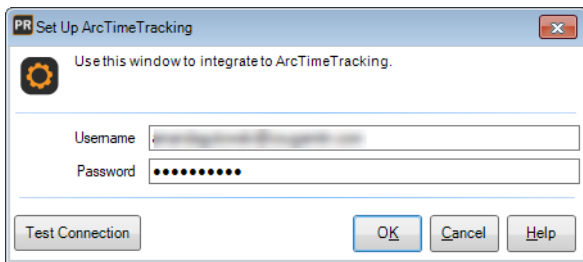 PR Set Up ArcTimeTracking
Use this window to integrate to ArcTimeTracking.
Username
Password ••••••••••
Test Connection OK Cancel Help